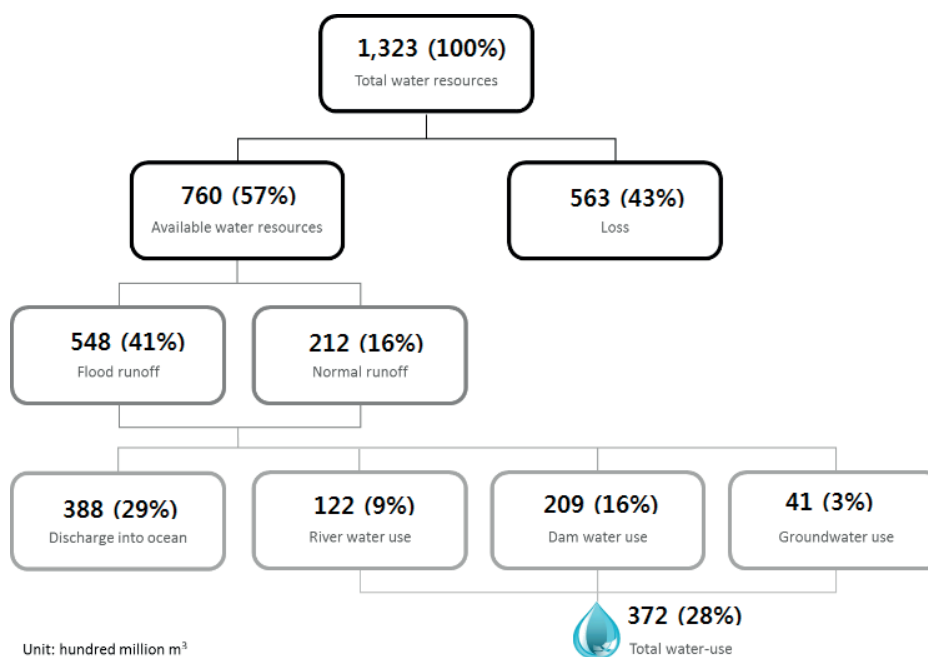 1,323 (100%)
Total water resources
760 (57%)
Available water resources
563 (43%)
Loss
548 (41%)
Flood runoff
212 (16%)
Normal runoff
388 (29%)
Discharge into ocean
122 (9%)
River water use
209 (16%)
Dam water use
41 (3%)
Groundwater use
372 (28%)
Total water-use
Unit: hundred million m³